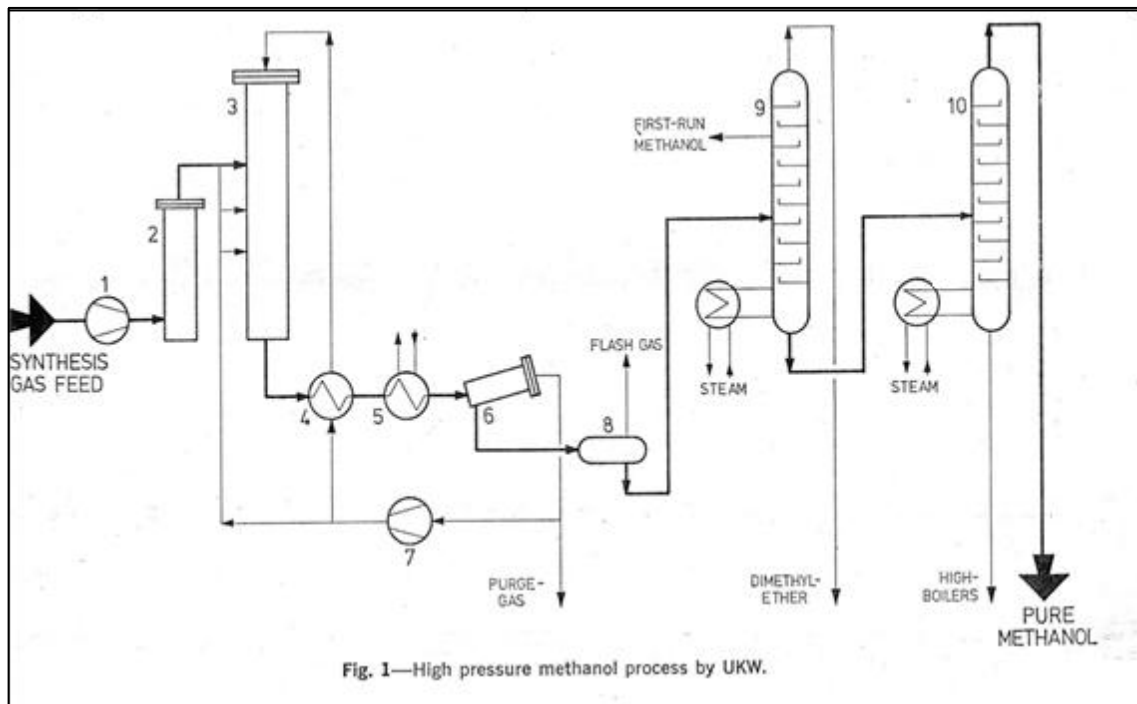 1
2
3
4
5
6
7
8
9
10
SYNTHESIS
GAS FEED
FIRST-RUN
METHANOL
FLASH GAS
STEAM
STEAM
PURGE-
GAS
DIMETHYL-
ETHER
HIGH-
BOILERS
PURE
METHANOL
Fig. 1—High pressure methanol process by UKW.